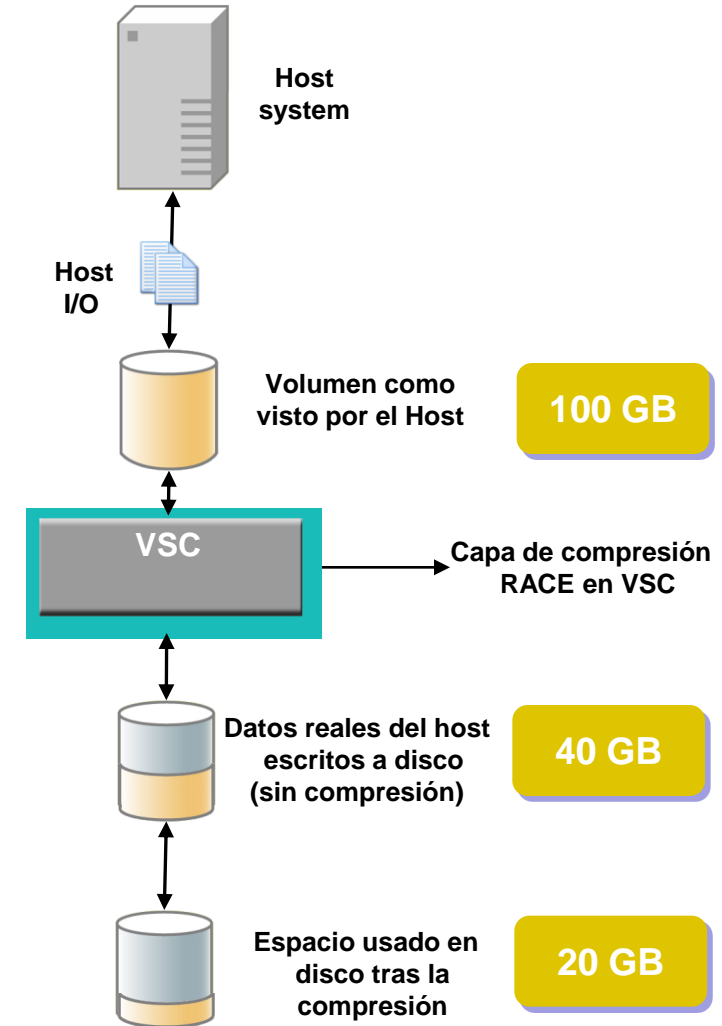 Host
system
Host
I/O
Volumen como
visto por el Host
100 GB
VSC
Capa de compresión
RACE en VSC
Datos reales del host
escritos a disco
(sin compresión)
40 GB
Espacio usado en
disco tras la
compresión
20 GB